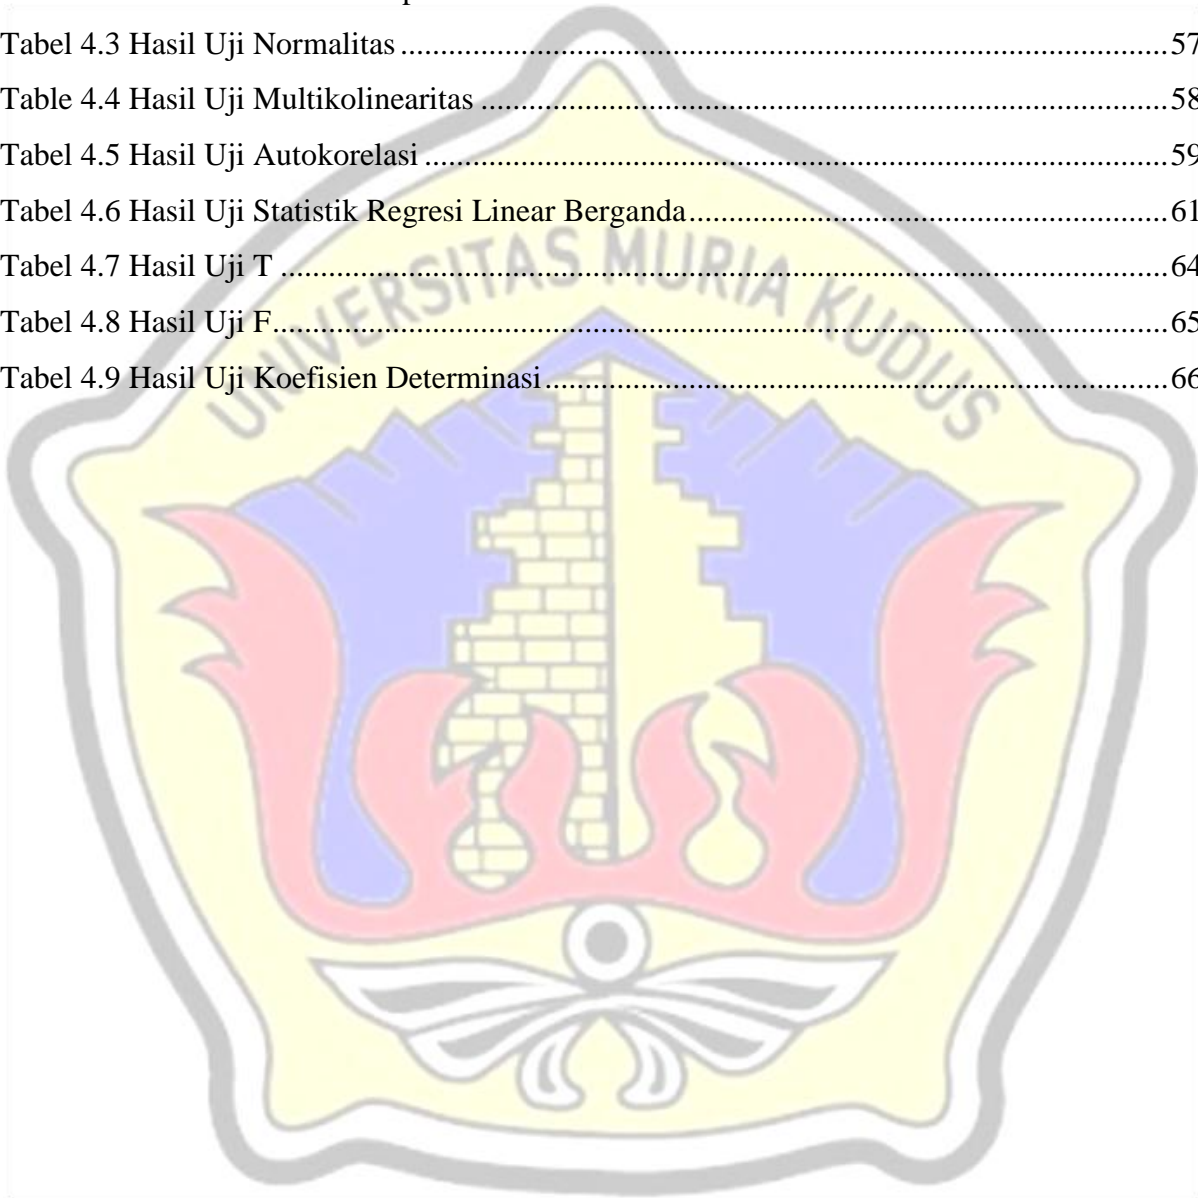 Tabel 4.3 Hasil Uji Normalitas ........................................................................................ 57
Table 4.4 Hasil Uji Multikolinearitas ........................................................................................ 58
Tabel 4.5 Hasil Uji Autokorelasi ........................................................................................ 59
Tabel 4.6 Hasil Uji Statistik Regresi Linear Berganda ............................................................ 61
Tabel 4.7 Hasil Uji T ........................................................................................ 64
Tabel 4.8 Hasil Uji F ........................................................................................ 65
Tabel 4.9 Hasil Uji Koefisien Determinasi ............................................................................ 66
UNIVERSITAS MURIA KUDUS